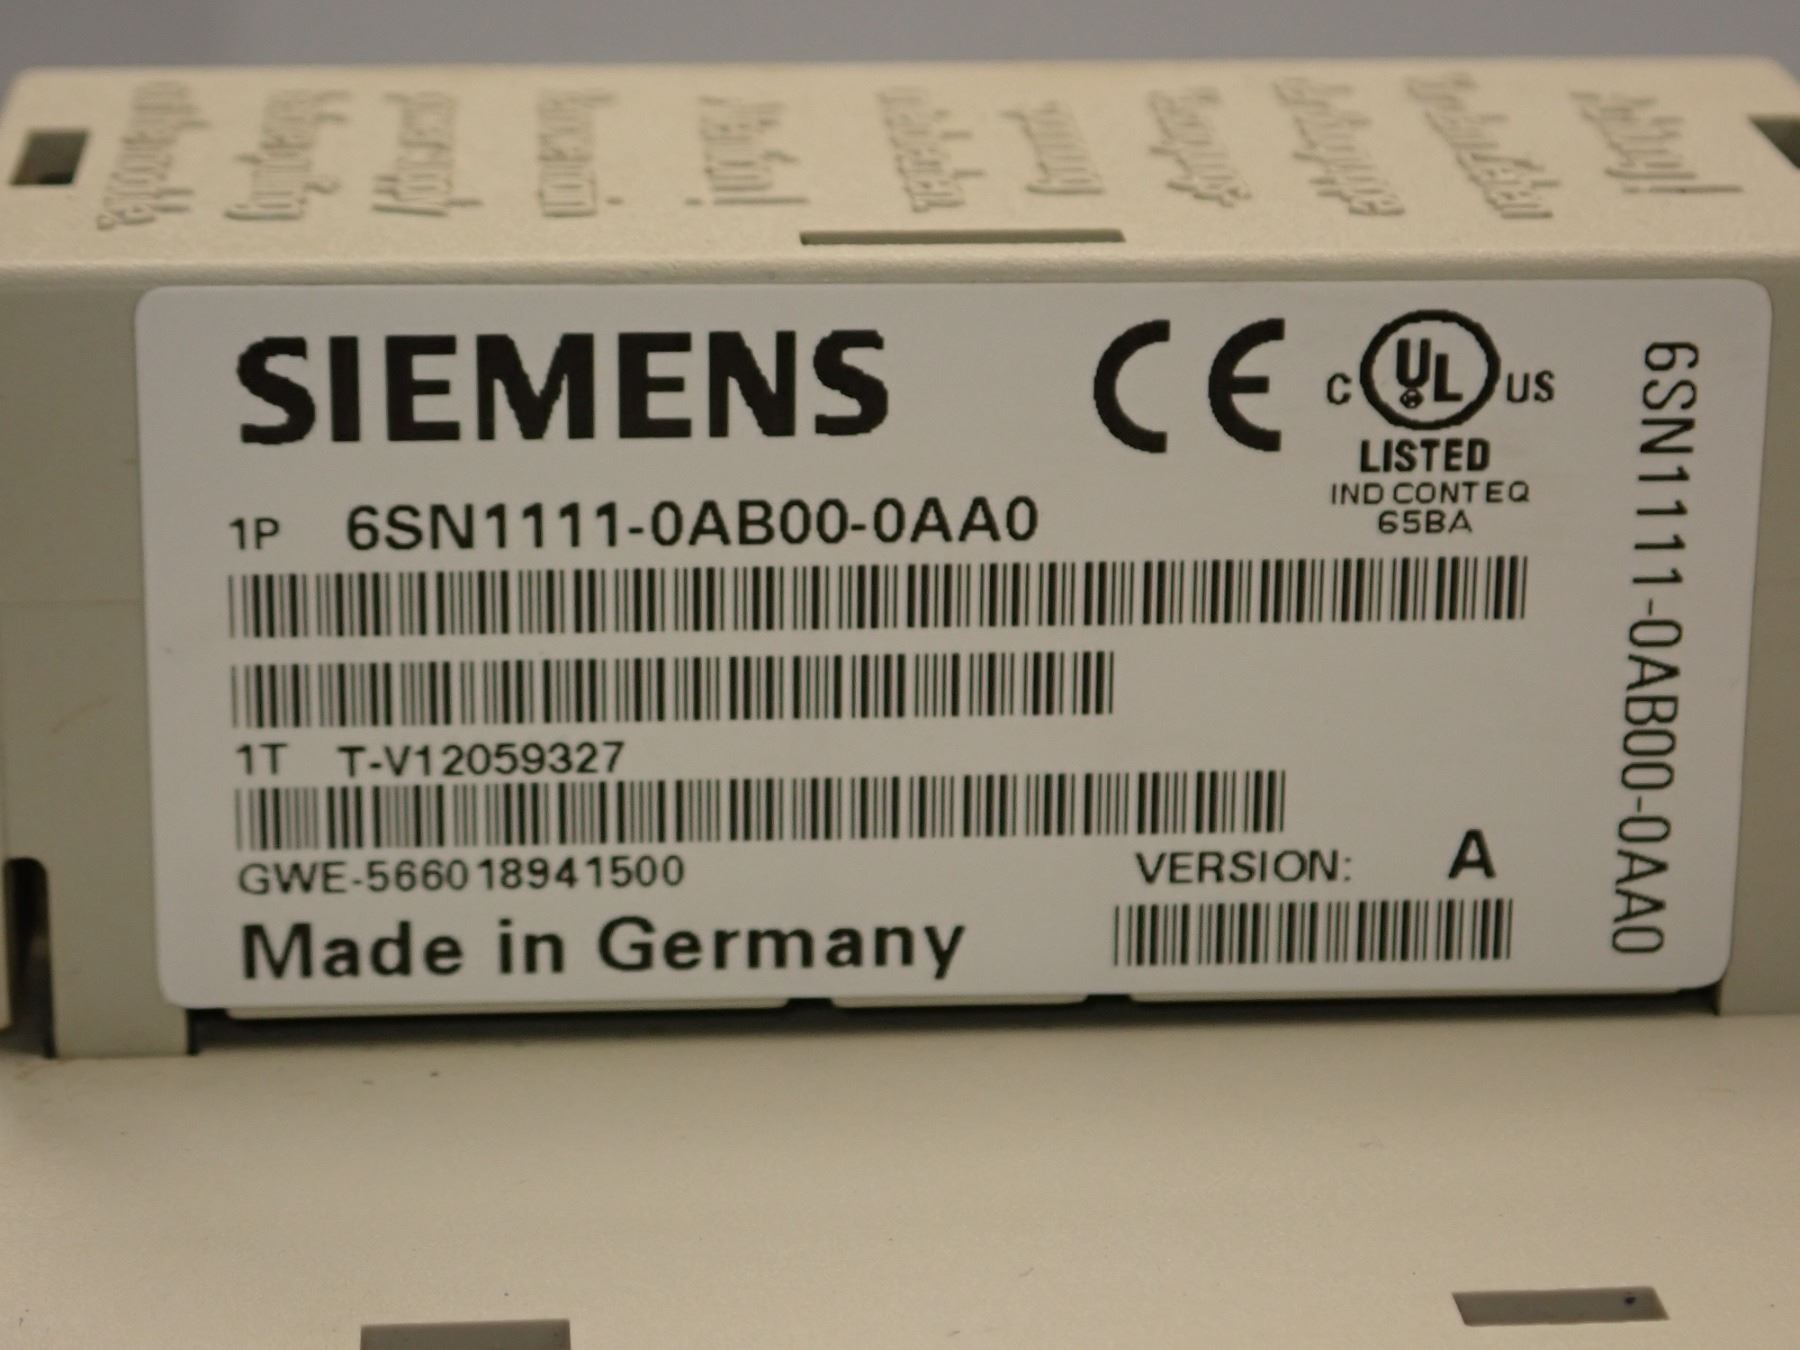 SIEMENS
C UL US
LISTED
IND CONT EQ
65BA
1P 6SN1111-0AB00-0AA0
1T T-V12059327
GWE-566018941500
VERSION: A
Made in Germany
6SN1111-0AB00-0AA0